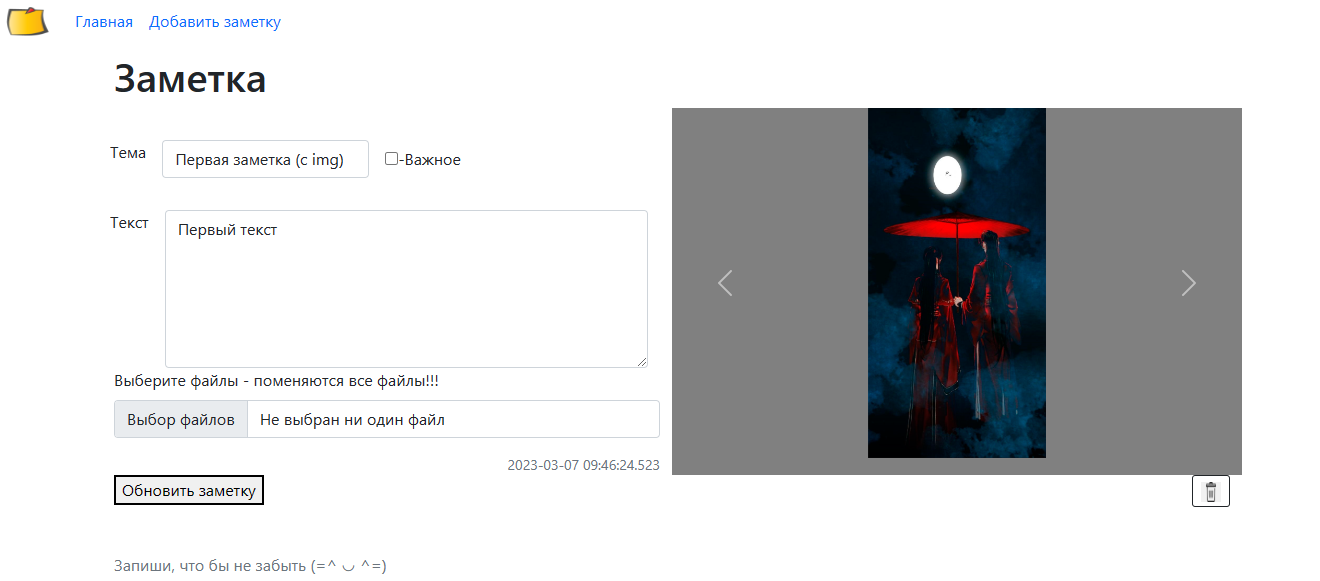 Главная Добавить заметку
Заметка
Тема Первая заметка (с img) -Важное
Текст Первый текст
Выберите файлы - поменяются все файлы!!!
Выбор файлов Не выбран ни один файл
2023-03-07 09:46:24.523
Обновить заметку
Запиши, что бы не забыть (=^ ◡ ^=)